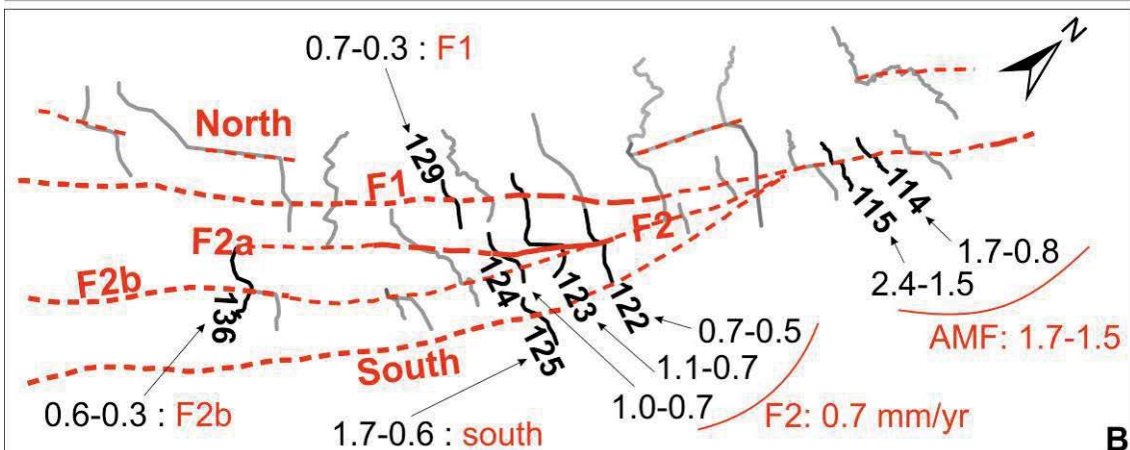 0.7-0.3 : F1
N
North
129
F1
F2
114
115
F2a
F2b
136
124
123
122
125
South
1.7-0.8
2.4-1.5
0.7-0.5
AMF: 1.7-1.5
1.1-0.7
1.0-0.7
F2: 0.7 mm/yr
0.6-0.3 : F2b
1.7-0.6 : south
B